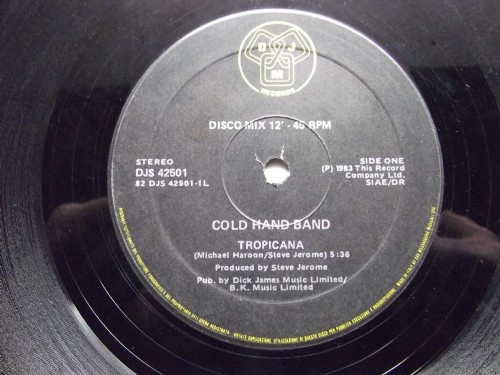 DJM
RECORDS
DISCO MIX 12' - 45 RPM
STEREO
DJS 42501
82 DJS 42501-1L
SIDE ONE
(P) 1983 This Record
Company Ltd.
SIAE/DR
COLD HAND BAND
TROPICANA
(Michael Haroon/Steve Jerome) 5:36
Produced by Steve Jerome
Pub. by Dick James Music Limited/
B.K. Music Limited